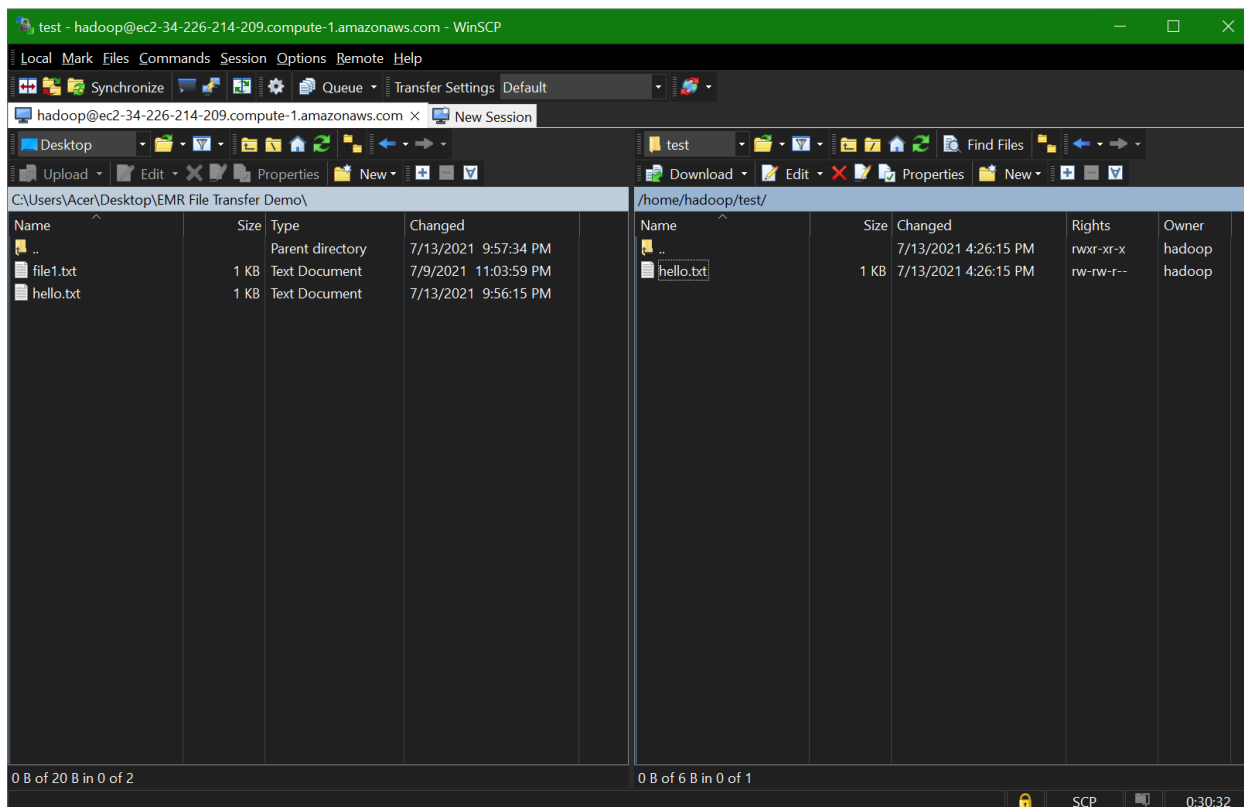 test - hadoop@ec2-34-226-214-209.compute-1.amazonaws.com - WinSCP
Local Mark Files Commands Session Options Remote Help
Synchronize Queue Transfer Settings Default
hadoop@ec2-34-226-214-209.compute-1.amazonaws.com × New Session
Desktop
Upload Edit Properties New
C:\Users\Acer\Desktop\EMR File Transfer Demo\
Name Size Type Changed
.. Parent directory 7/13/2021 9:57:34 PM
file1.txt 1 KB Text Document 7/9/2021 11:03:59 PM
hello.txt 1 KB Text Document 7/13/2021 9:56:15 PM
0 B of 20 B in 0 of 2
test Find Files
Download Edit Properties New
/home/hadoop/test/
Name Size Changed Rights Owner
.. 7/13/2021 4:26:15 PM rwxr-xr-x hadoop
hello.txt 1 KB 7/13/2021 4:26:15 PM rw-rw-r-- hadoop
0 B of 6 B in 0 of 1
SCP 0:30:32